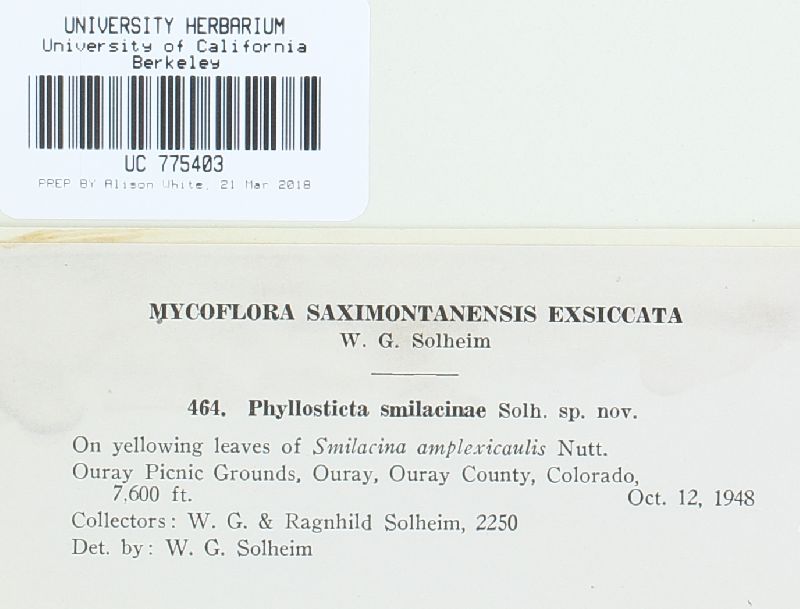 UNIVERSITY HERBARIUM
University of California
Berkeley
UC 775403
PREP BY Alison White, 21 Mar 2018
MYCOFLORA SAXIMONTANENSIS EXSICCATA
W. G. Solheim
464. Phyllosticta smilacinae Solh. sp. nov.
On yellowing leaves of Smilacina amplexicaulis Nutt.
Ouray Picnic Grounds, Ouray, Ouray County, Colorado,
7,600 ft. Oct. 12, 1948
Collectors: W. G. & Ragnhild Solheim, 2250
Det. by: W. G. Solheim